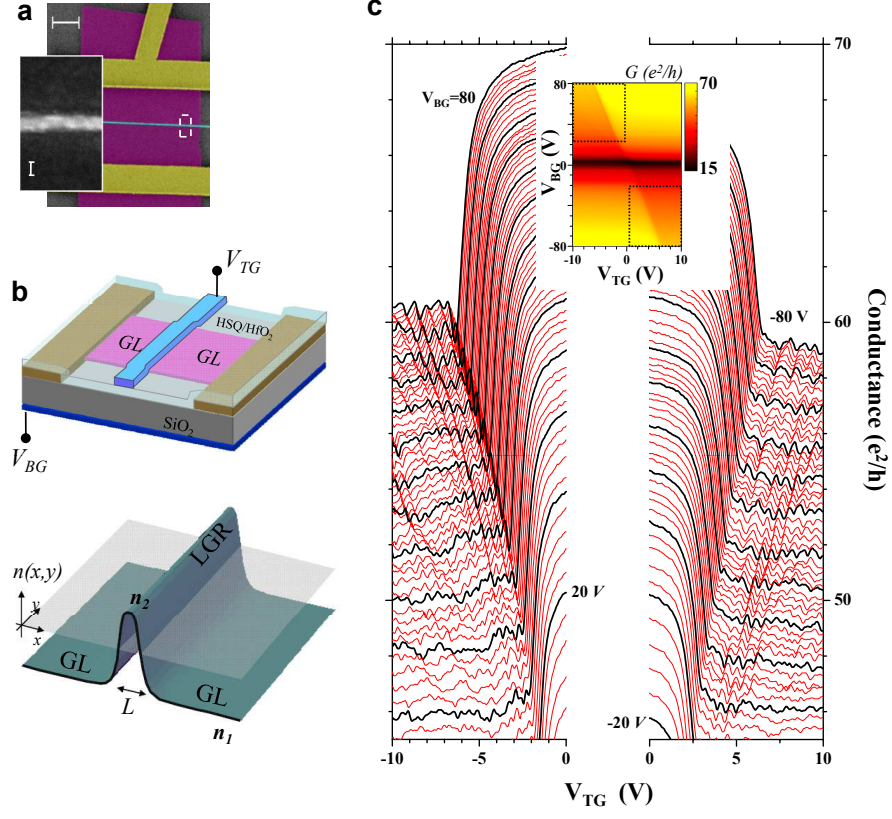 a
b
V_TG
HSQ/HfO₂
GL
GL
SiO₂
V_BG
LGR
n(x,y)
y
x
n₂
GL
GL
L
n₁
c
V_BG=80
G (e²/h)
70
15
80
0
-80
V_BG (V)
-10
0
10
V_TG (V)
20 V
-80 V
-20 V
70
60
50
Conductance (e²/h)
-10
-5
0
0
5
10
V_TG (V)